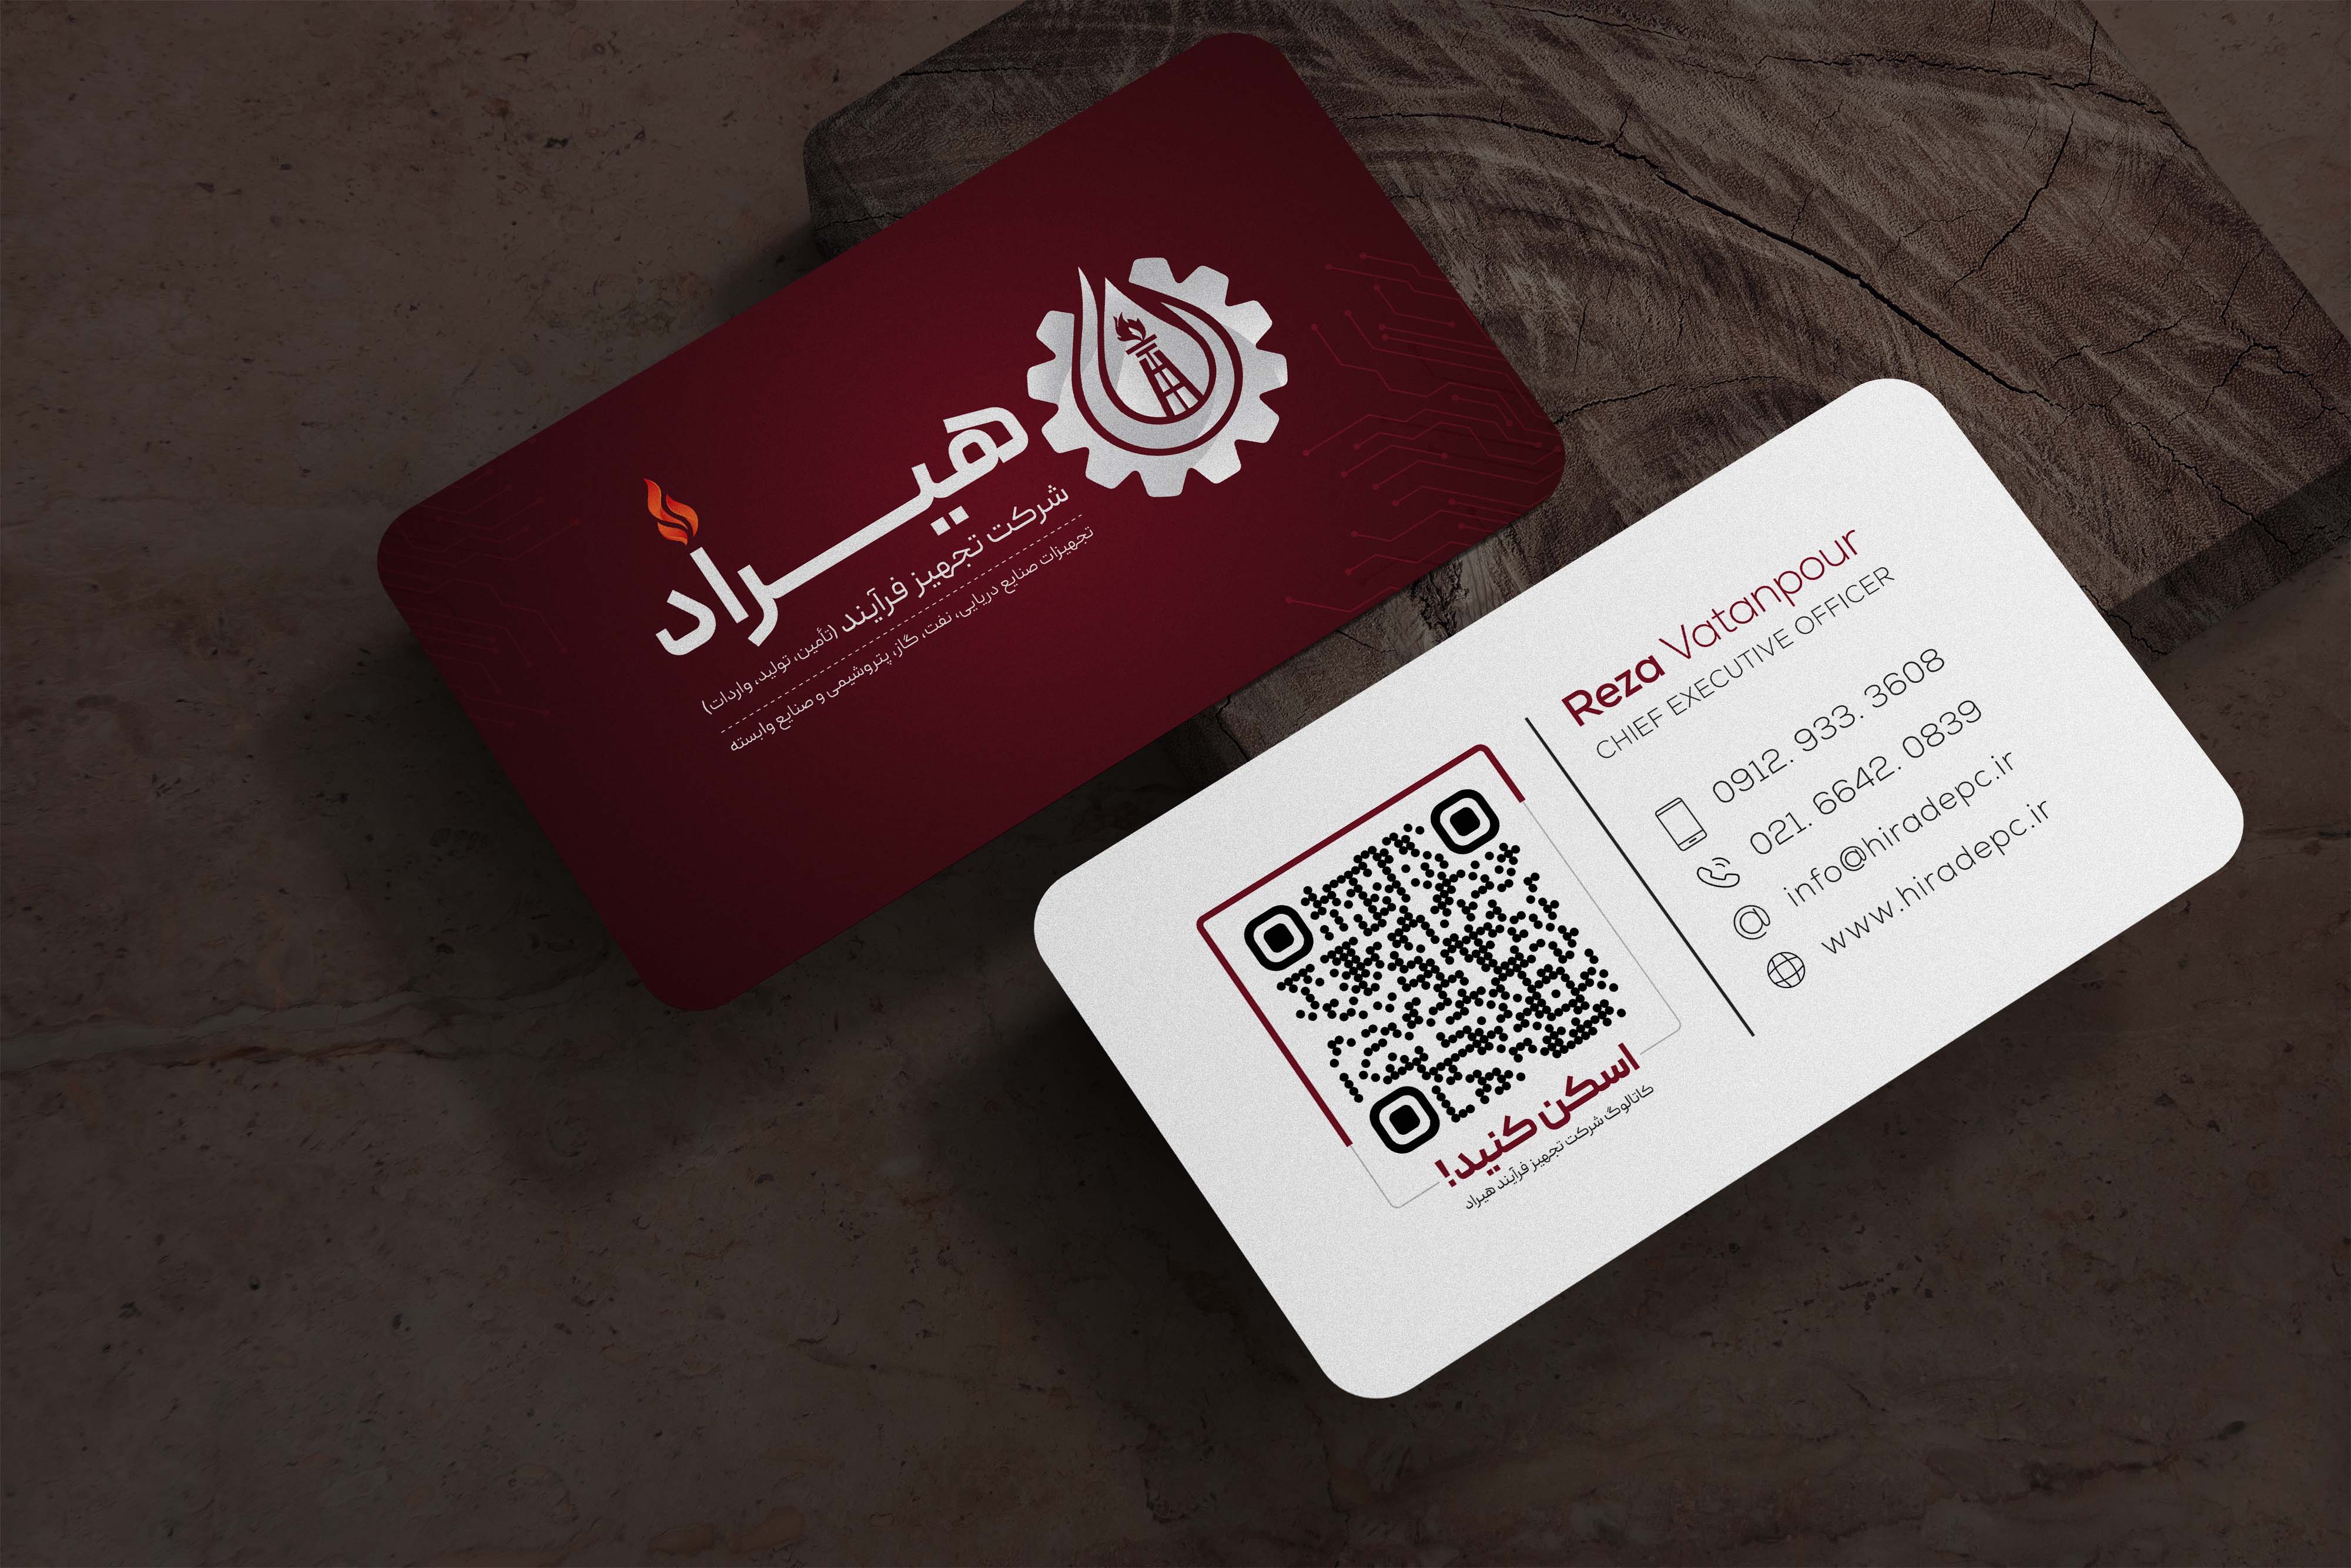 هیراد
شرکت تجهیز فرآیند (تأمین، تولید، واردات)
تجهیزات صنایع دریایی، نفت، گاز، پتروشیمی و صنایع وابسته
Reza Vatanpour
CHIEF EXECUTIVE OFFICER
0912. 933. 3608
021. 6642. 0839
info@hiradepc.ir
www.hiradepc.ir
اسکن کنید!
کاتالوگ شرکت تجهیز فرآیند هیراد